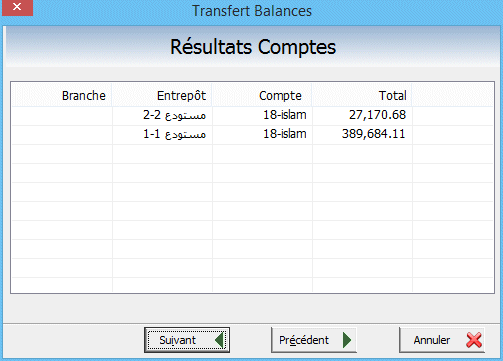 Transfert Balances
Résultats Comptes
Branche Entrepôt Compte Total
2-2 مستودع 18-islam 27,170.68
1-1 مستودع 18-islam 389,684.11
Suivant Précédent Annuler